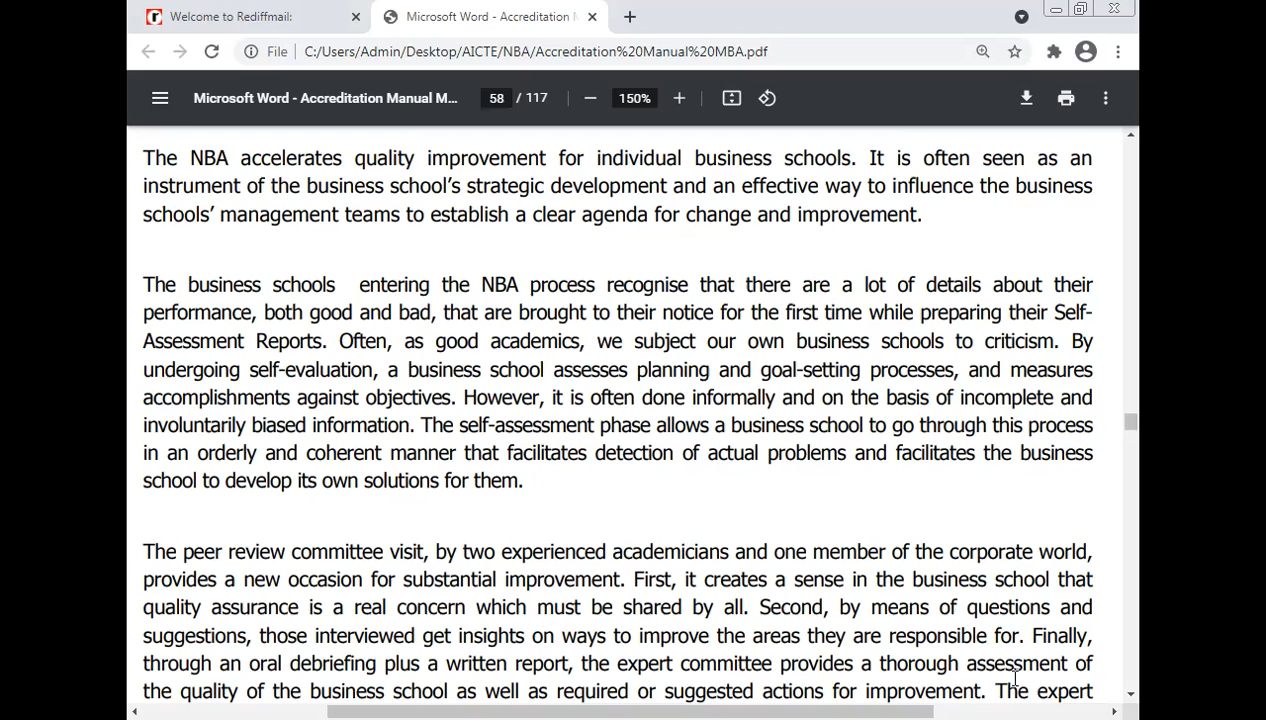 Welcome to Rediffmail:
Microsoft Word - Accreditation M
File
C:/Users/Admin/Desktop/AICTE/NBA/Accreditation%20Manual%20MBA.pdf
Microsoft Word - Accreditation Manual M...
58 / 117
150%
The NBA accelerates quality improvement for individual business schools. It is often seen as an
instrument of the business school's strategic development and an effective way to influence the business
schools' management teams to establish a clear agenda for change and improvement.
The business schools entering the NBA process recognise that there are a lot of details about their
performance, both good and bad, that are brought to their notice for the first time while preparing their Self-
Assessment Reports. Often, as good academics, we subject our own business schools to criticism. By
undergoing self-evaluation, a business school assesses planning and goal-setting processes, and measures
accomplishments against objectives. However, it is often done informally and on the basis of incomplete and
involuntarily biased information. The self-assessment phase allows a business school to go through this process
in an orderly and coherent manner that facilitates detection of actual problems and facilitates the business
school to develop its own solutions for them.
The peer review committee visit, by two experienced academicians and one member of the corporate world,
provides a new occasion for substantial improvement. First, it creates a sense in the business school that
quality assurance is a real concern which must be shared by all. Second, by means of questions and
suggestions, those interviewed get insights on ways to improve the areas they are responsible for. Finally,
through an oral debriefing plus a written report, the expert committee provides a thorough assessment of
the quality of the business school as well as required or suggested actions for improvement. The expert